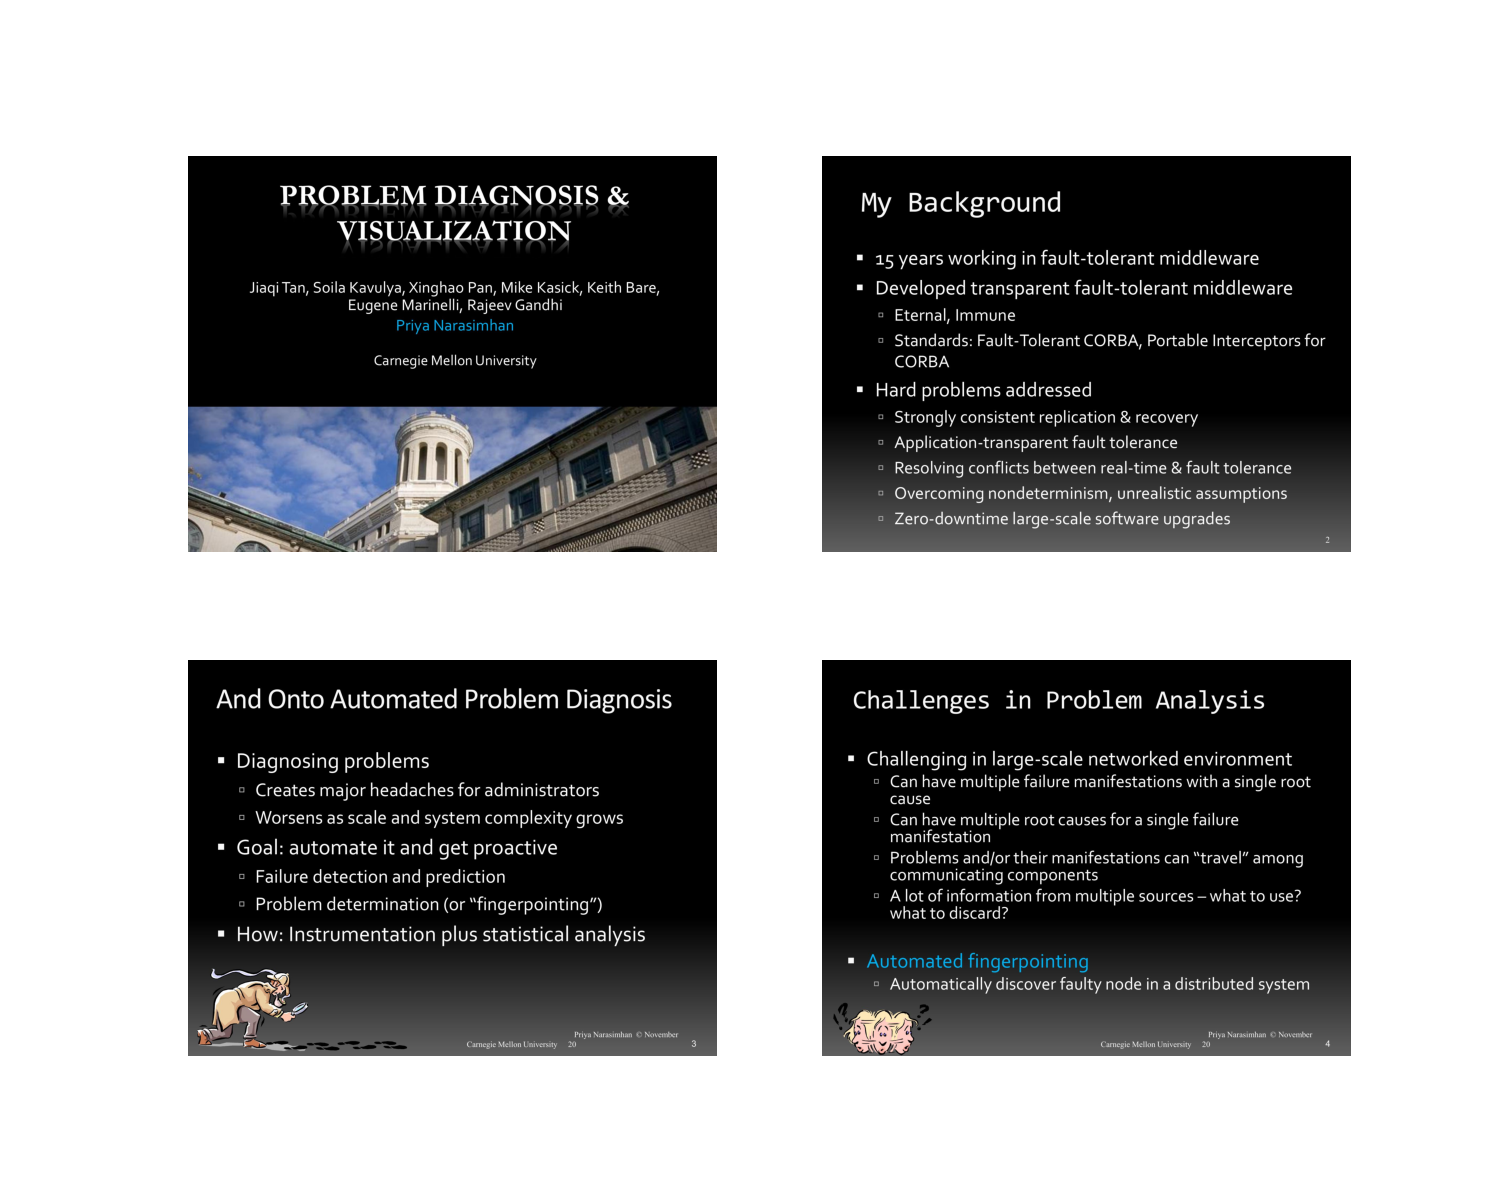 PROBLEM DIAGNOSIS &
VISUALIZATION
Jiaqi Tan, Soila Kavulya, Xinghao Pan, Mike Kasick, Keith Bare,
Eugene Marinelli, Rajeev Gandhi
Priya Narasimhan
Carnegie Mellon University
My Background
▪ 15 years working in fault-tolerant middleware
▪ Developed transparent fault-tolerant middleware
▫ Eternal, Immune
▫ Standards: Fault-Tolerant CORBA, Portable Interceptors for
CORBA
▪ Hard problems addressed
▫ Strongly consistent replication & recovery
▫ Application-transparent fault tolerance
▫ Resolving conflicts between real-time & fault tolerance
▫ Overcoming nondeterminism, unrealistic assumptions
▫ Zero-downtime large-scale software upgrades
2
And Onto Automated Problem Diagnosis
▪ Diagnosing problems
▫ Creates major headaches for administrators
▫ Worsens as scale and system complexity grows
▪ Goal: automate it and get proactive
▫ Failure detection and prediction
▫ Problem determination (or “fingerpointing”)
▪ How: Instrumentation plus statistical analysis
Priya Narasimhan © November
Carnegie Mellon University 20
3
Challenges in Problem Analysis
▪ Challenging in large-scale networked environment
▫ Can have multiple failure manifestations with a single root
cause
▫ Can have multiple root causes for a single failure
manifestation
▫ Problems and/or their manifestations can “travel” among
communicating components
▫ A lot of information from multiple sources – what to use?
what to discard?
▪ Automated fingerpointing
▫ Automatically discover faulty node in a distributed system
! ?
? ?
Priya Narasimhan © November
Carnegie Mellon University 20
4